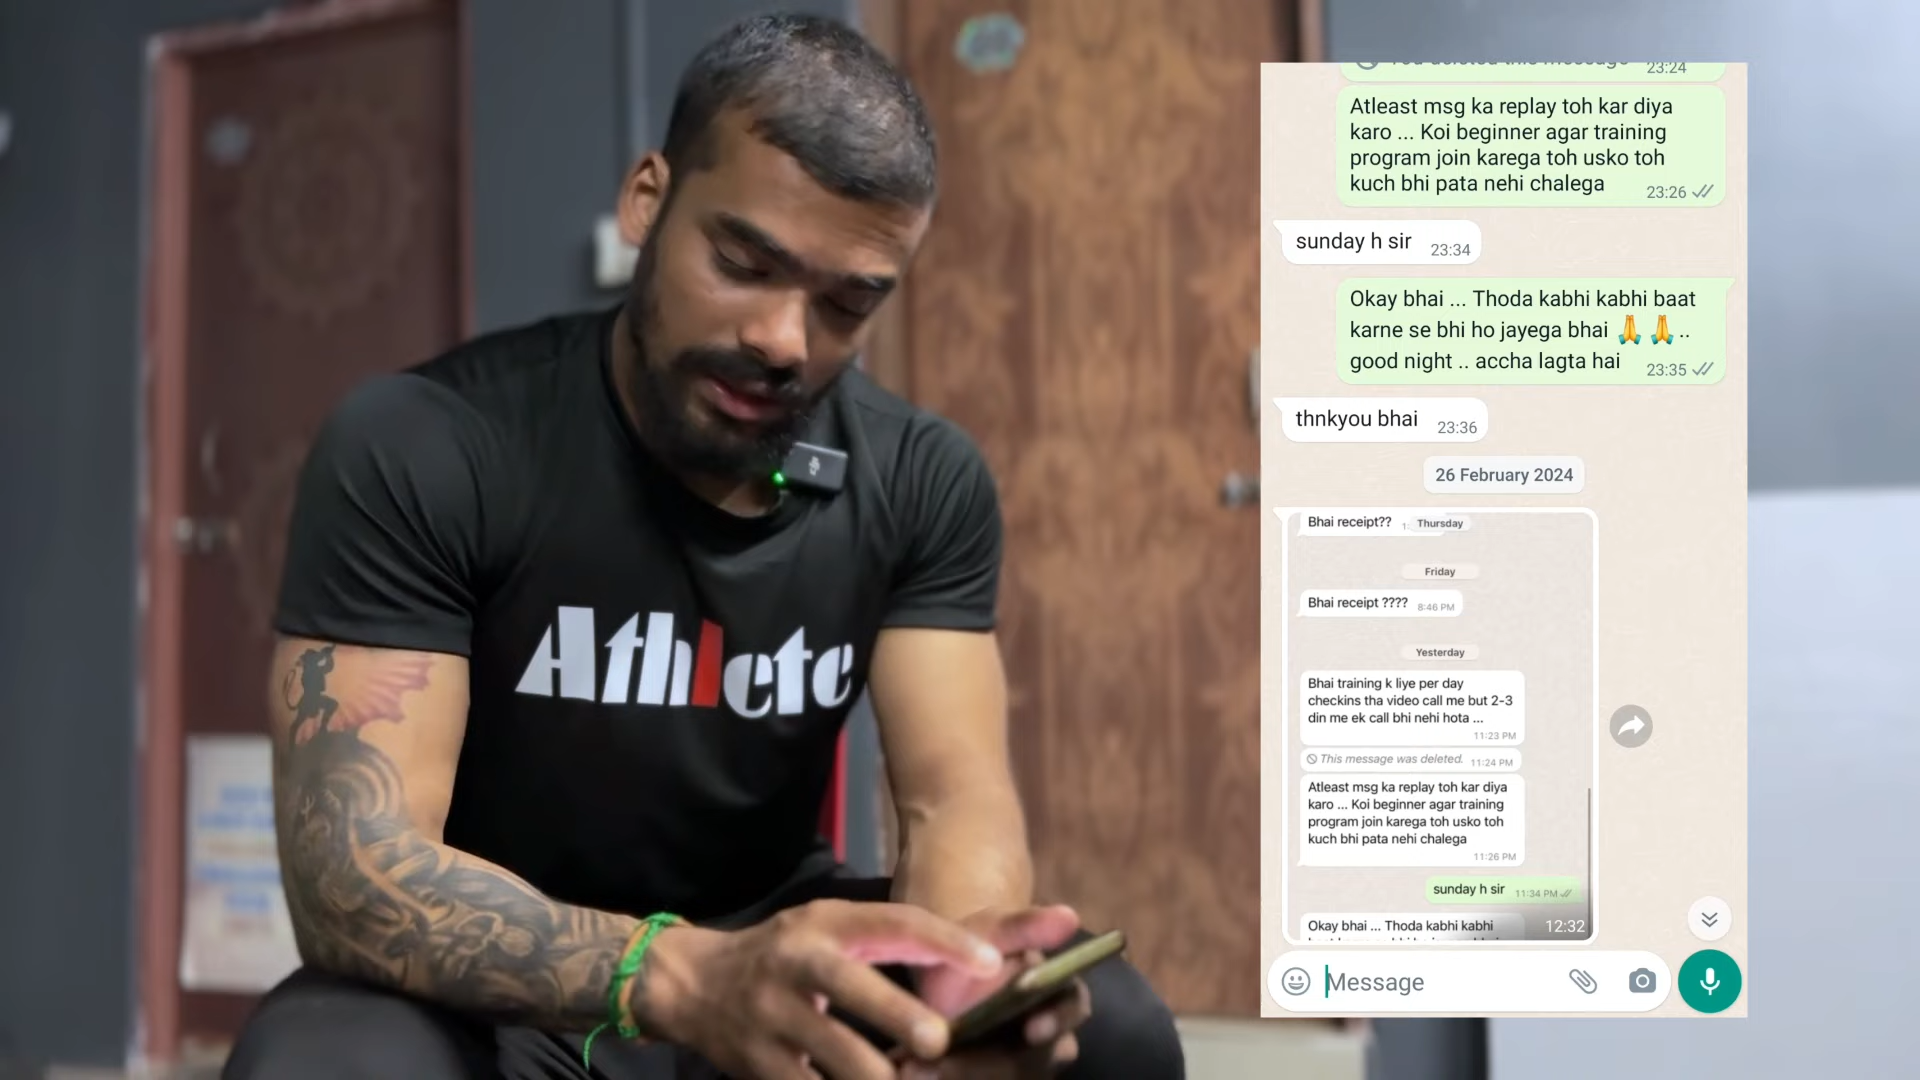 Athlete
You deleted this message 23:24
Atleast msg ka replay toh kar diya
karo ... Koi beginner agar training
program join karega toh usko toh
kuch bhi pata nehi chalega 23:26
sunday h sir 23:34
Okay bhai ... Thoda kabhi kabhi baat
karne se bhi ho jayega bhai 🙏 🙏 ..
good night .. accha lagta hai 23:35
thnkyou bhai 23:36
26 February 2024
Bhai receipt?? Thursday
Friday
Bhai receipt ???? 8:46 PM
Yesterday
Bhai training k liye per day
checkins tha video call me but 2-3
din me ek call bhi nehi hota ...
11:23 PM
This message was deleted. 11:24 PM
Atleast msg ka replay toh kar diya
karo ... Koi beginner agar training
program join karega toh usko toh
kuch bhi pata nehi chalega
11:26 PM
sunday h sir 11:34 PM
Okay bhai ... Thoda kabhi kabhi 12:32
Message